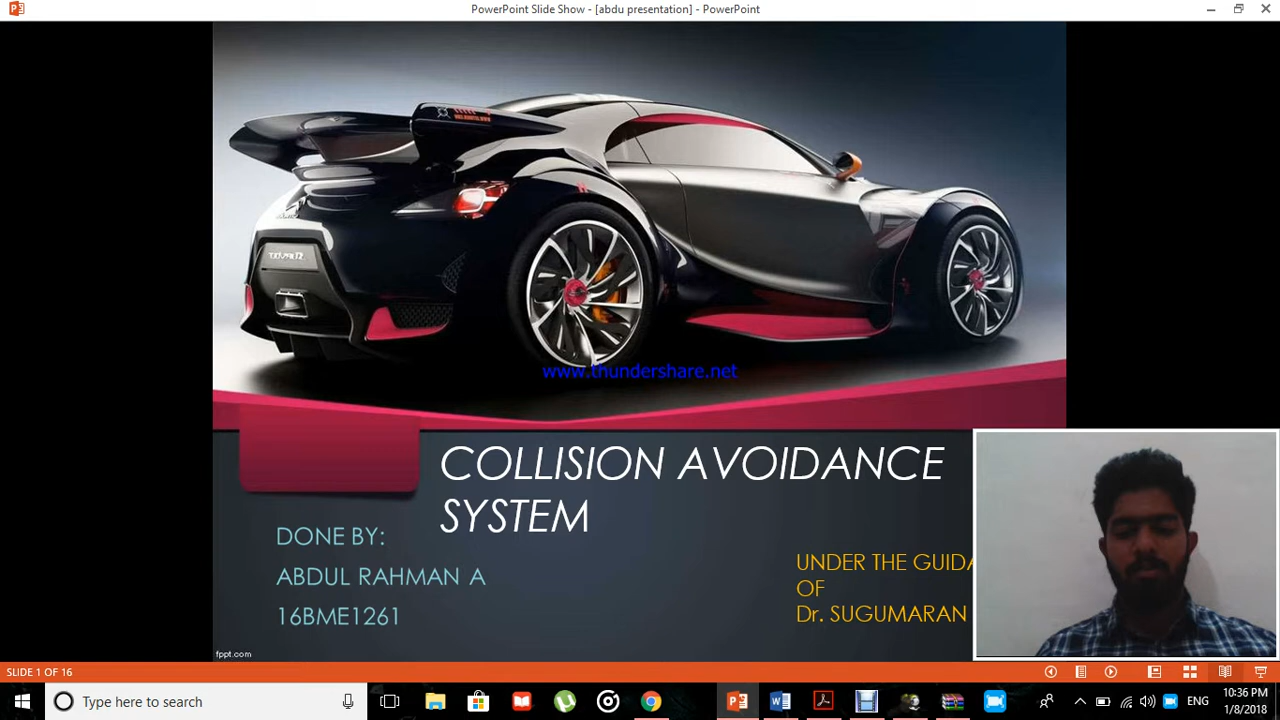 PowerPoint Slide Show - [abdu presentation] - PowerPoint
www.thundershare.net
COLLISION AVOIDANCE
SYSTEM
DONE BY:
ABDUL RAHMAN A
16BME1261
UNDER THE GUIDA
OF
Dr. SUGUMARAN
fppt.com
SLIDE 1 OF 16
Type here to search
ENG
10:36 PM
1/8/2018